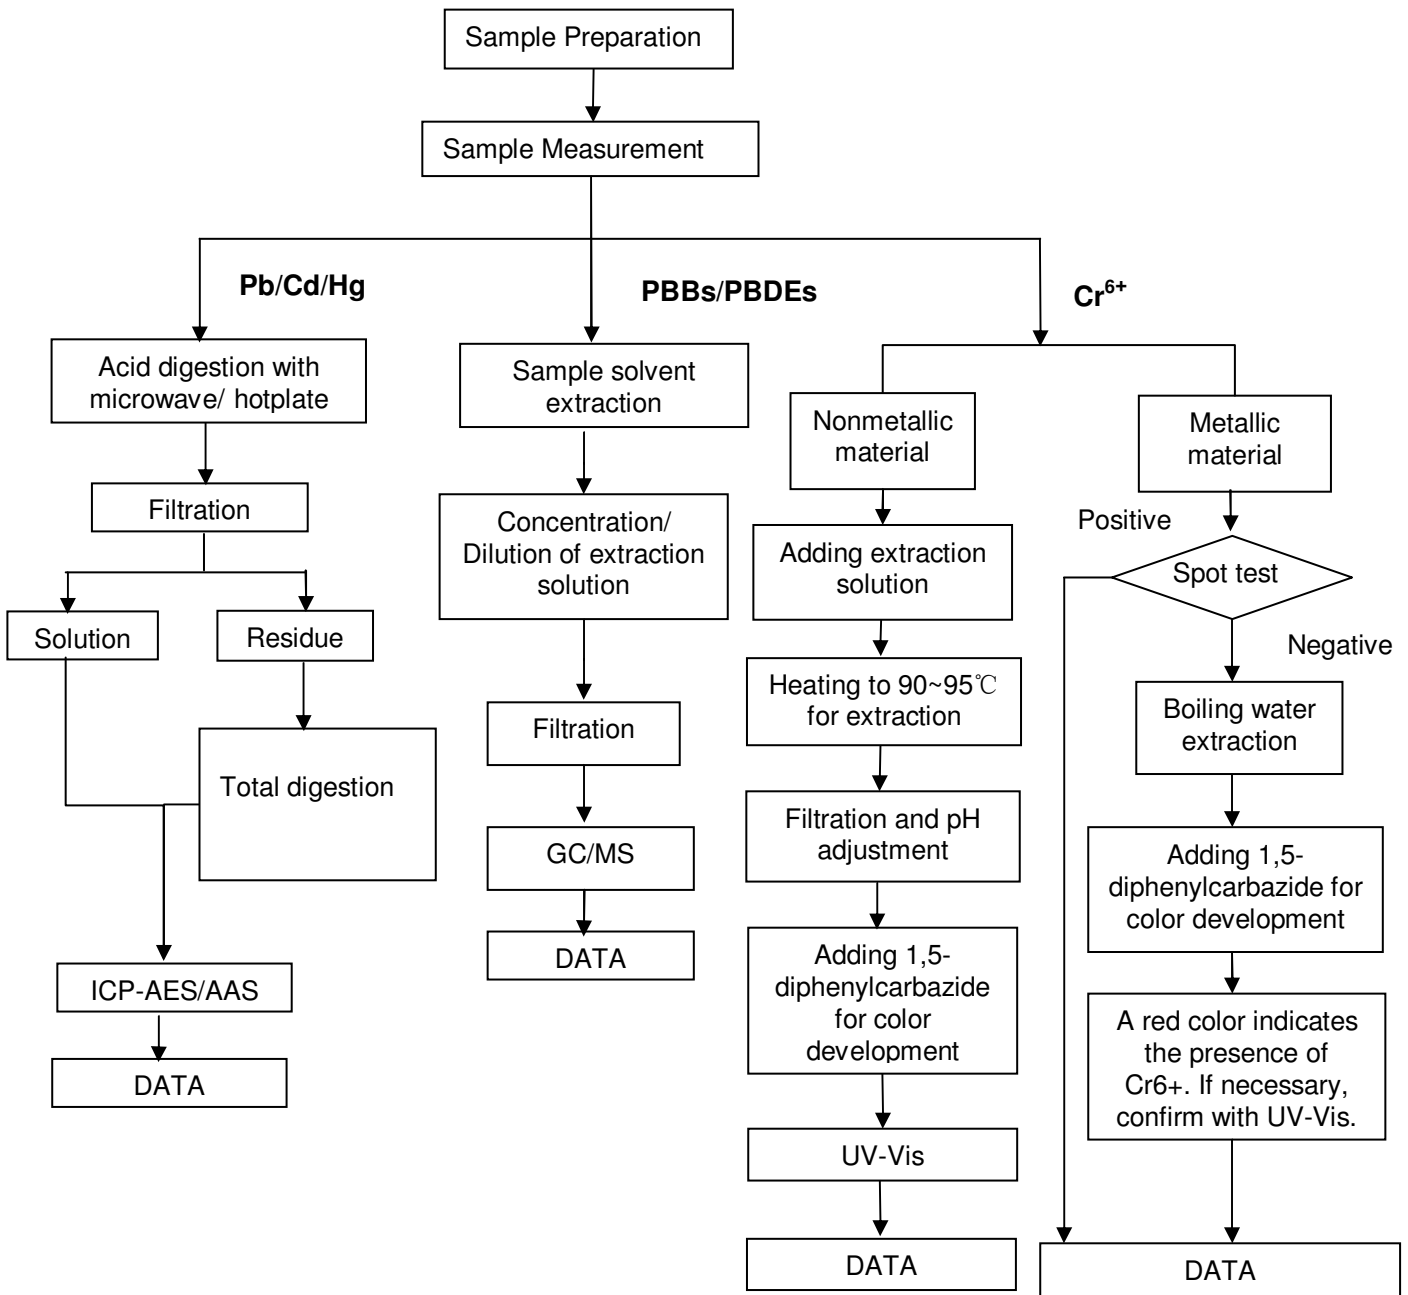 Sample Preparation
Sample Measurement
Pb/Cd/Hg
PBBs/PBDEs
Cr6+
Acid digestion with
microwave/ hotplate
Filtration
Solution
Residue
Total digestion
ICP-AES/AAS
DATA
Sample solvent
extraction
Concentration/
Dilution of extraction
solution
Filtration
GC/MS
DATA
Nonmetallic
material
Adding extraction
solution
Heating to 90~95℃
for extraction
Filtration and pH
adjustment
Adding 1,5-
diphenylcarbazide
for color
development
UV-Vis
DATA
Metallic
material
Positive
Spot test
Negative
Boiling water
extraction
Adding 1,5-
diphenylcarbazide for
color development
A red color indicates
the presence of
Cr6+. If necessary,
confirm with UV-Vis.
DATA